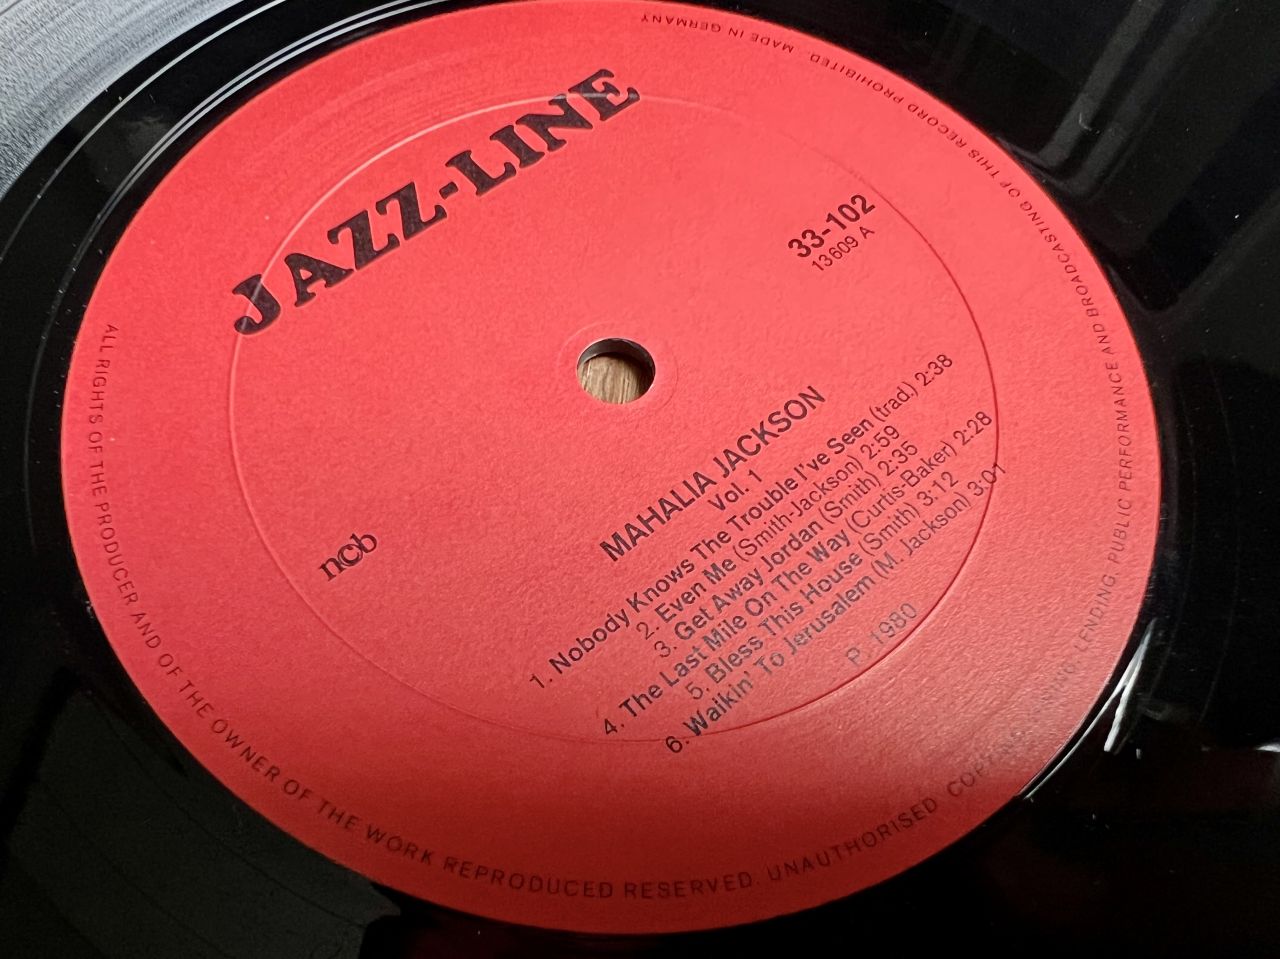 JAZZ-LINE
33-102
13609 A
ncb
MAHALIA JACKSON
Vol. 1
1. Nobody Knows The Trouble I've Seen (trad.) 2:38
2. Even Me (Smith-Jackson) 2:59
3. Get Away Jordan (Smith) 2:35
4. The Last Mile On The Way (Curtis-Baker) 2:28
5. Bless This House (Smith) 3:12
6. Walkin' To Jerusalem (M. Jackson) 3:01
P. 1980
ALL RIGHTS OF THE PRODUCER AND OF THE OWNER OF THE WORK REPRODUCED RESERVED. UNAUTHORISED COPYING, HIRING, LENDING, PUBLIC PERFORMANCE AND BROADCASTING OF THIS RECORD PROHIBITED. MADE IN GERMANY